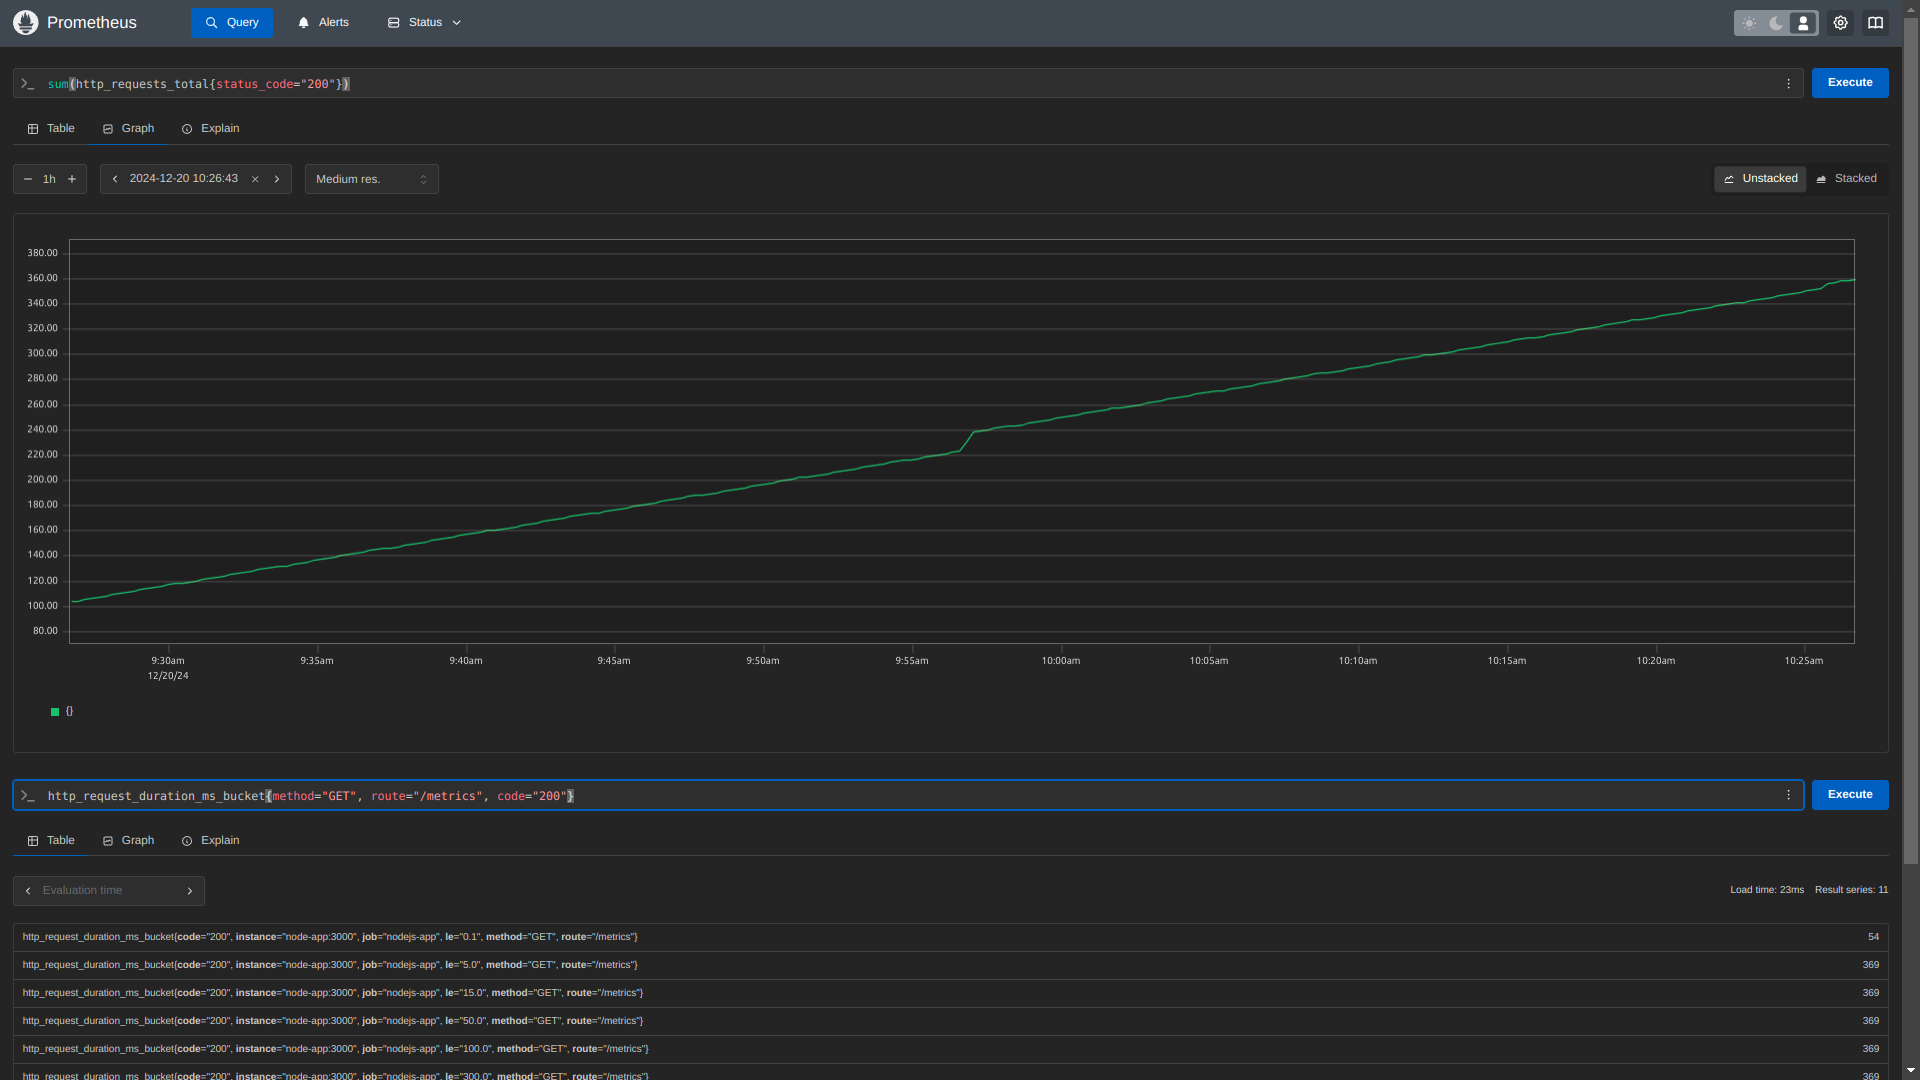 Prometheus Query Alerts Status
>_ sum(http_requests_total{status_code="200"}) Execute
Table Graph Explain
1h 2024-12-20 10:26:43 Medium res. Unstacked Stacked
380.00
360.00
340.00
320.00
300.00
280.00
260.00
240.00
220.00
200.00
180.00
160.00
140.00
120.00
100.00
80.00
9:30am 9:35am 9:40am 9:45am 9:50am 9:55am 10:00am 10:05am 10:10am 10:15am 10:20am 10:25am
12/20/24
{}
>_ http_request_duration_ms_bucket{method="GET", route="/metrics", code="200"} Execute
Table Graph Explain
Evaluation time Load time: 23ms Result series: 11
http_request_duration_ms_bucket{code="200", instance="node-app:3000", job="nodejs-app", le="0.1", method="GET", route="/metrics"} 54
http_request_duration_ms_bucket{code="200", instance="node-app:3000", job="nodejs-app", le="5.0", method="GET", route="/metrics"} 369
http_request_duration_ms_bucket{code="200", instance="node-app:3000", job="nodejs-app", le="15.0", method="GET", route="/metrics"} 369
http_request_duration_ms_bucket{code="200", instance="node-app:3000", job="nodejs-app", le="50.0", method="GET", route="/metrics"} 369
http_request_duration_ms_bucket{code="200", instance="node-app:3000", job="nodejs-app", le="100.0", method="GET", route="/metrics"} 369
http_request_duration_ms_bucket{code="200", instance="node-app:3000", job="nodejs-app", le="300.0", method="GET", route="/metrics"} 369